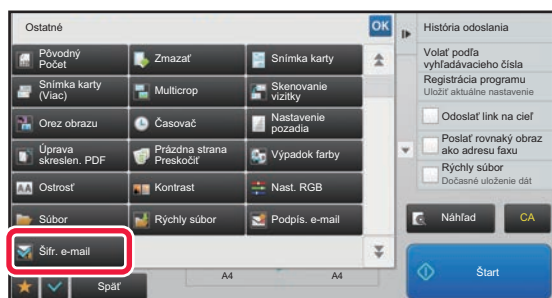 Ostatné
OK
Pôvodný
Počet
Zmazať
Snímka karty
Snímka karty
(Viac)
Multicrop
Skenovanie
vizitky
Orez obrazu
Časovač
Nastavenie
pozadia
Úprava
skreslen. PDF
Prázdna strana
Preskočiť
Výpadok farby
AA
Ostrosť
Kontrast
Nast. RGB
Súbor
Rýchly súbor
Podpis. e-mail
Šifr. e-mail
Späť
A4
A4
História odoslania
Volať podľa
vyhľadávacieho čísla
Registrácia programu
Uložiť aktuálne nastavenie
Odoslať link na cieľ
Poslať rovnaký obraz
ako adresu faxu
Rýchly súbor
Dočasné uloženie dát
Náhľad
CA
Štart